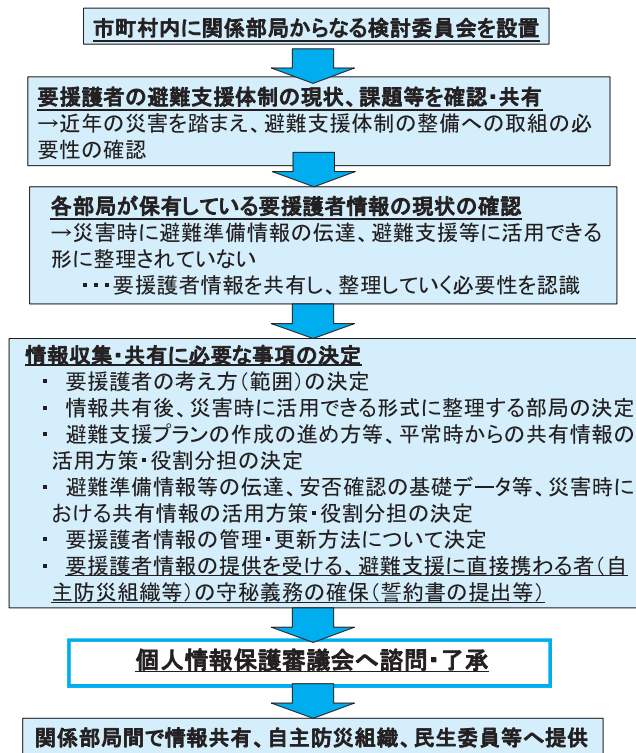 市町村内に関係部局からなる検討委員会を設置
要援護者の避難支援体制の現状、課題等を確認・共有
→近年の災害を踏まえ、避難支援体制の整備への取組の必
要性の確認
各部局が保有している要援護者情報の現状の確認
→災害時に避難準備情報の伝達、避難支援等に活用できる
形に整理されていない
・・・要援護者情報を共有し、整理していく必要性を認識
情報収集・共有に必要な事項の決定
・ 要援護者の考え方(範囲)の決定
・ 情報共有後、災害時に活用できる形式に整理する部局の決定
・ 避難支援プランの作成の進め方等、平常時からの共有情報の
活用方策・役割分担の決定
・ 避難準備情報等の伝達、安否確認の基礎データ等、災害時に
おける共有情報の活用方策・役割分担の決定
・ 要援護者情報の管理・更新方法について決定
・ 要援護者情報の提供を受ける、避難支援に直接携わる者(自
主防災組織等)の守秘義務の確保(誓約書の提出等)
個人情報保護審議会へ諮問・了承
関係部局間で情報共有、自主防災組織、民生委員等へ提供